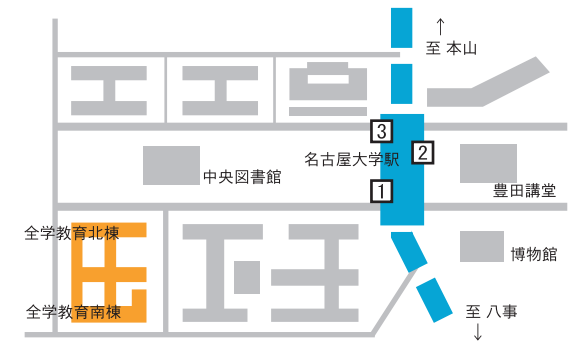 ↑
至 本山
3
名古屋大学駅
2
中央図書館
1
豊田講堂
全学教育北棟
博物館
全学教育南棟
至 八事
↓